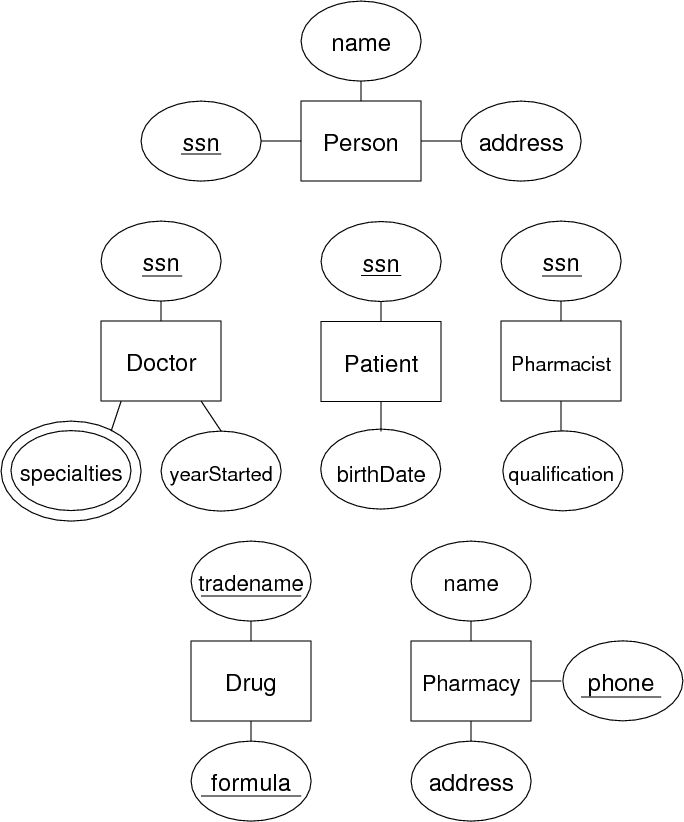 name
ssn
Person
address
ssn
ssn
ssn
Doctor
Patient
Pharmacist
specialties
yearStarted
birthDate
qualification
tradename
name
Drug
Pharmacy
phone
formula
address